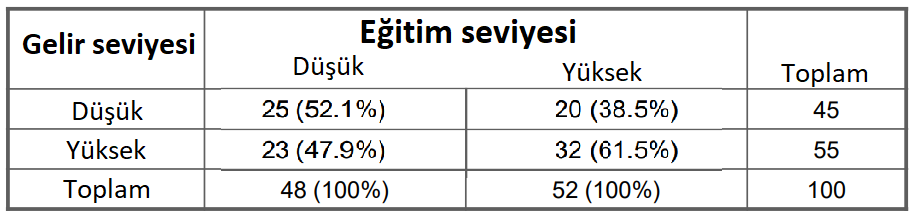 Gelir seviyesi Eğitim seviyesi
Düşük Yüksek Toplam
Düşük 25 (52.1%) 20 (38.5%) 45
Yüksek 23 (47.9%) 32 (61.5%) 55
Toplam 48 (100%) 52 (100%) 100